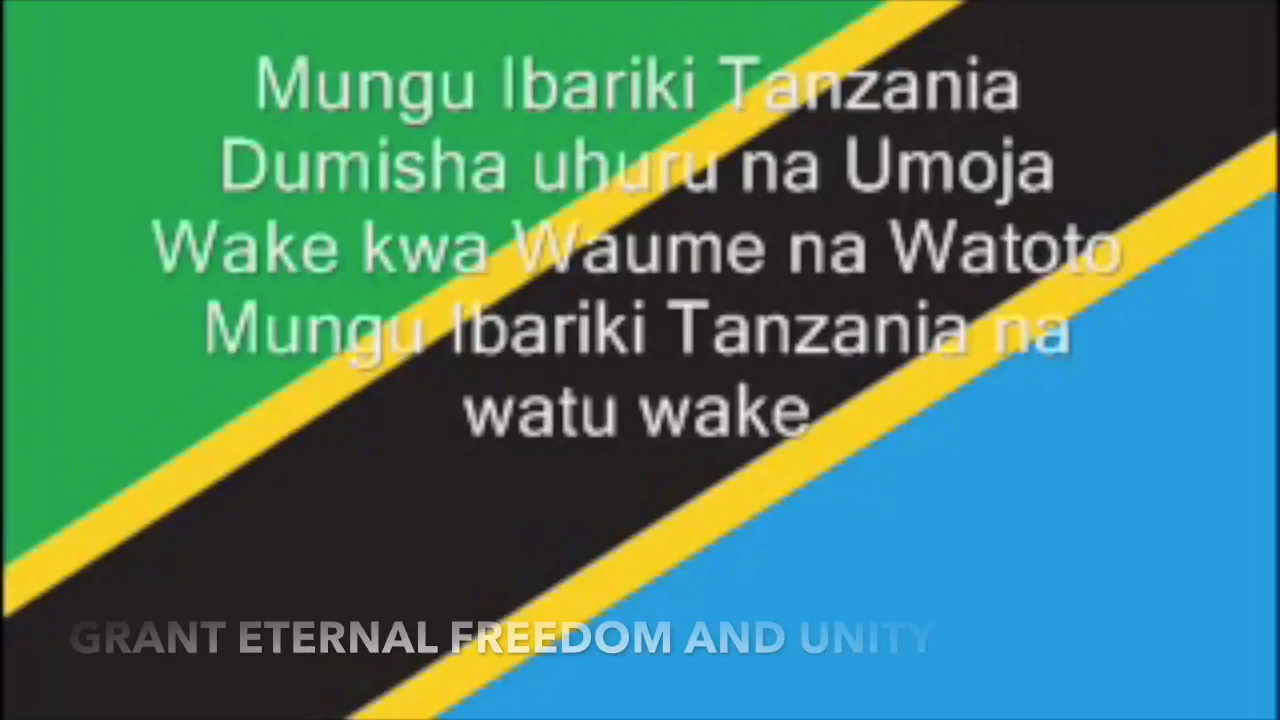 Mungu Ibariki Tanzania
Dumisha uhuru na Umoja
Wake kwa Waume na Watoto
Mungu Ibariki Tanzania na
watu wake
GRANT ETERNAL FREEDOM AND UNITY